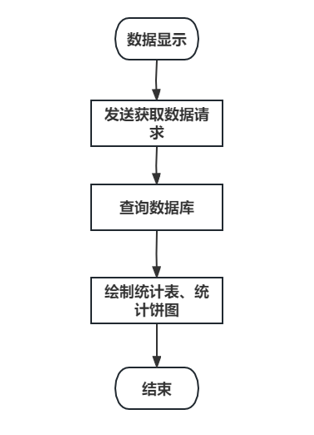 数据显示
发送获取数据请
求
查询数据库
绘制统计表、统
计饼图
结束